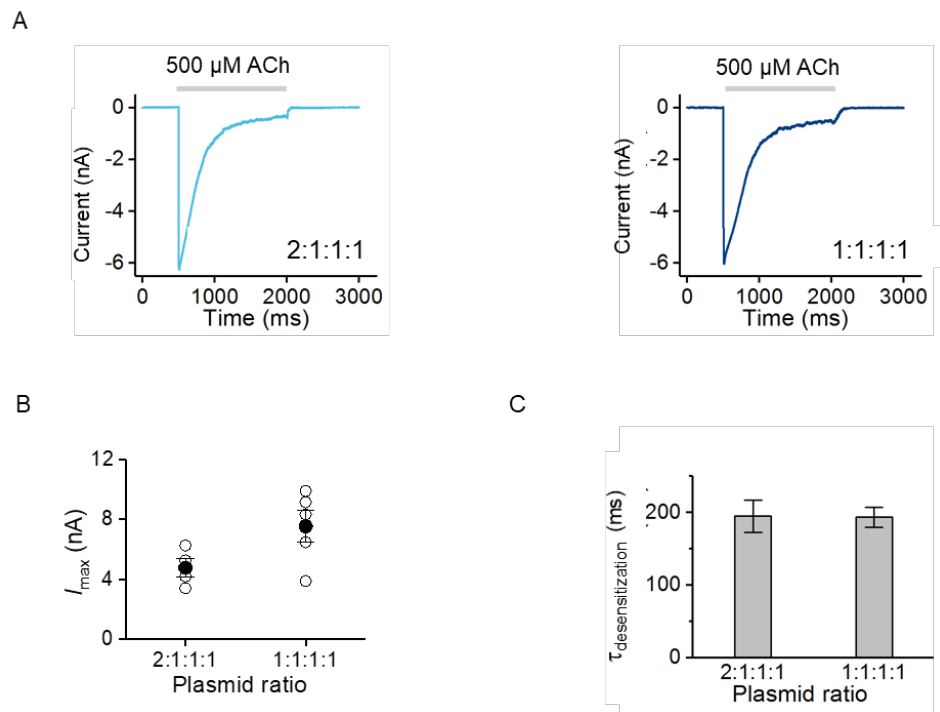 A
500 µM ACh
0
-2
-4
-6
Current (nA)
2:1:1:1
0 1000 2000 3000
Time (ms)
500 µM ACh
0
-2
-4
-6
Current (nA)
1:1:1:1
0 1000 2000 3000
Time (ms)
B
12
8
4
0
Imax (nA)
2:1:1:1 1:1:1:1
Plasmid ratio
C
200
100
0
τdesensitization (ms)
2:1:1:1 1:1:1:1
Plasmid ratio